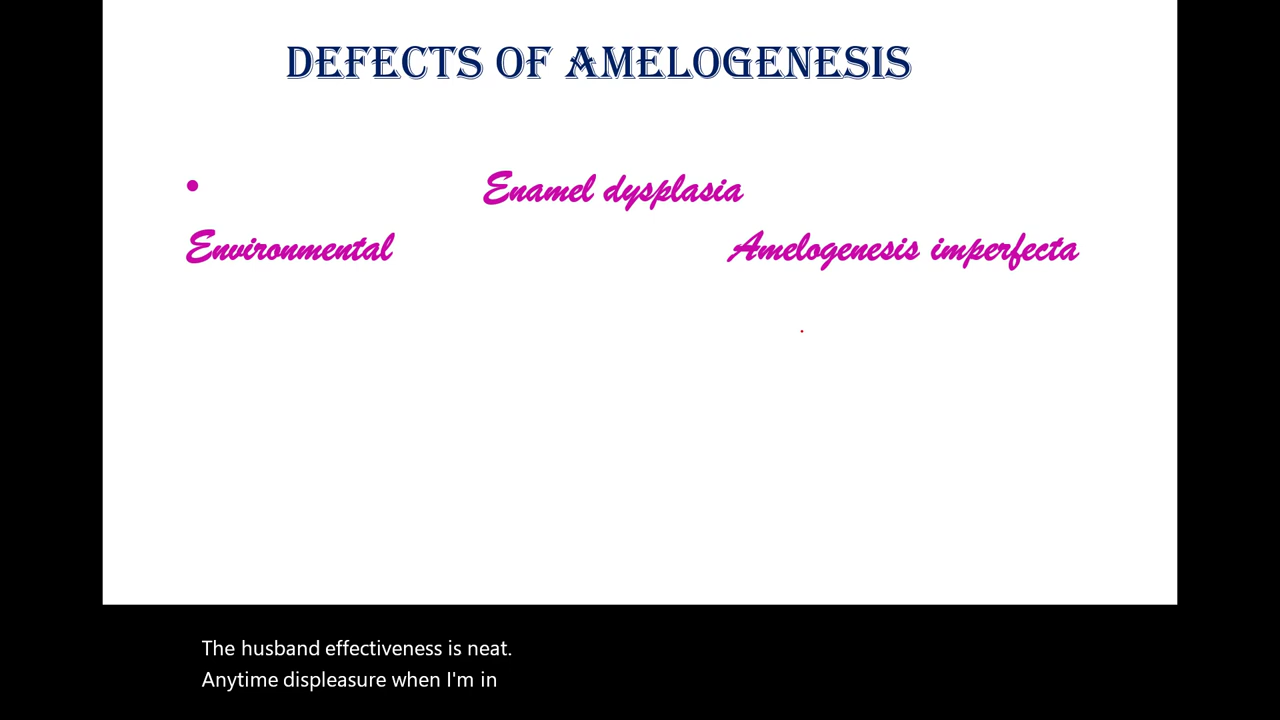 DEFECTS OF AMELOGENESIS
• Enamel dysplasia
Environmental Amelogenesis imperfecta
The husband effectiveness is neat.
Anytime displeasure when I'm in